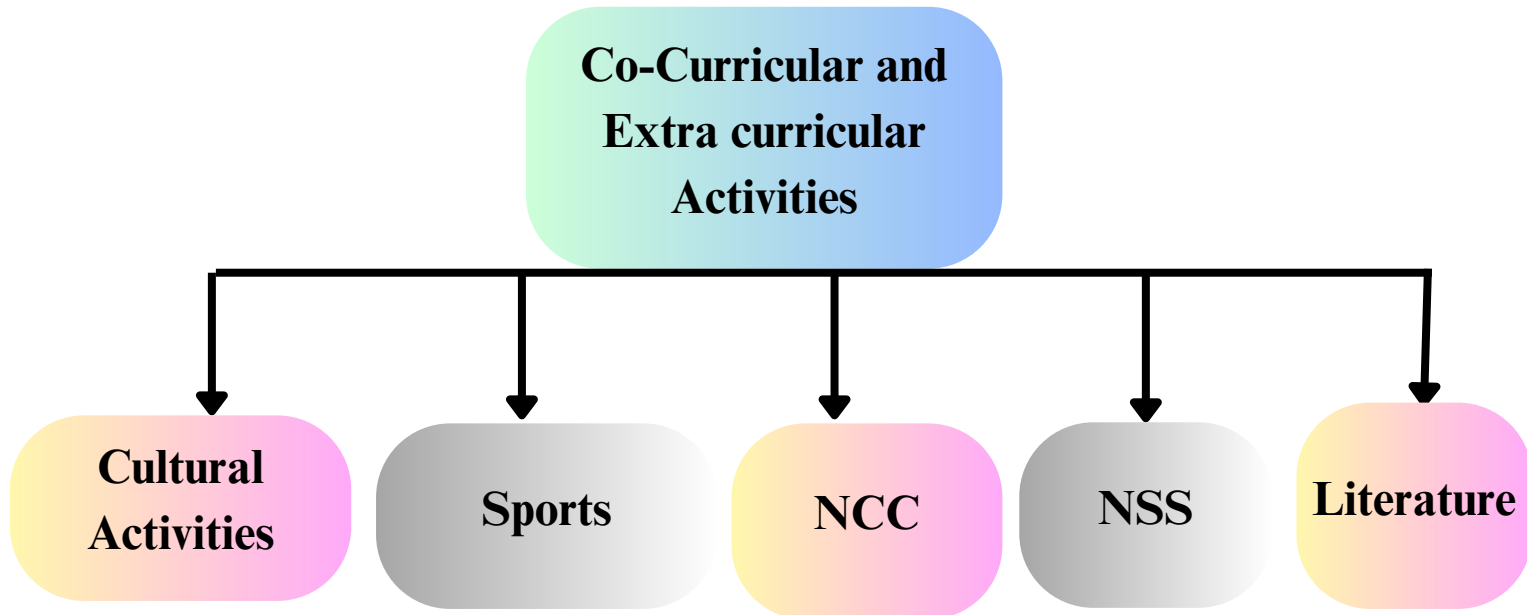 Co-Curricular and
Extra curricular
Activities
Cultural
Activities
Sports
NCC
NSS
Literature